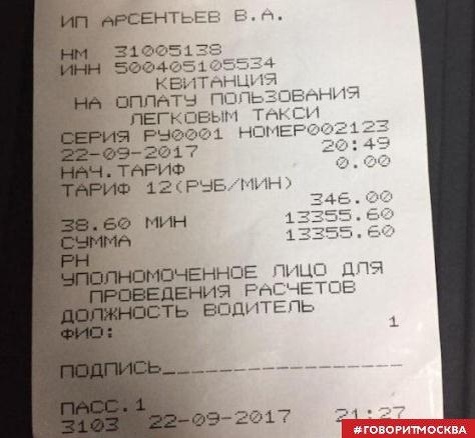 ИП АРСЕНТЬЕВ В.А.
НМ 31005138
ИНН 500405105534
КВИТАНЦИЯ
НА ОПЛАТУ ПОЛЬЗОВАНИЯ
ЛЕГКОВЫМ ТАКСИ
СЕРИЯ РУ0001 НОМЕР002123
22-09-2017 20:49
НАЧ.ТАРИФ 0.00
ТАРИФ 12(РУБ/МИН)
346.00
38.60 МИН 13355.60
СУММА 13355.60
РН
УПОЛНОМОЧЕННОЕ ЛИЦО ДЛЯ
ПРОВЕДЕНИЯ РАСЧЕТОВ
ДОЛЖНОСТЬ ВОДИТЕЛЬ
ФИО: 1
ПОДПИСЬ__________________
ПАСС.1
3103 22-09-2017 21:27
#ГОВОРИТМОСКВА